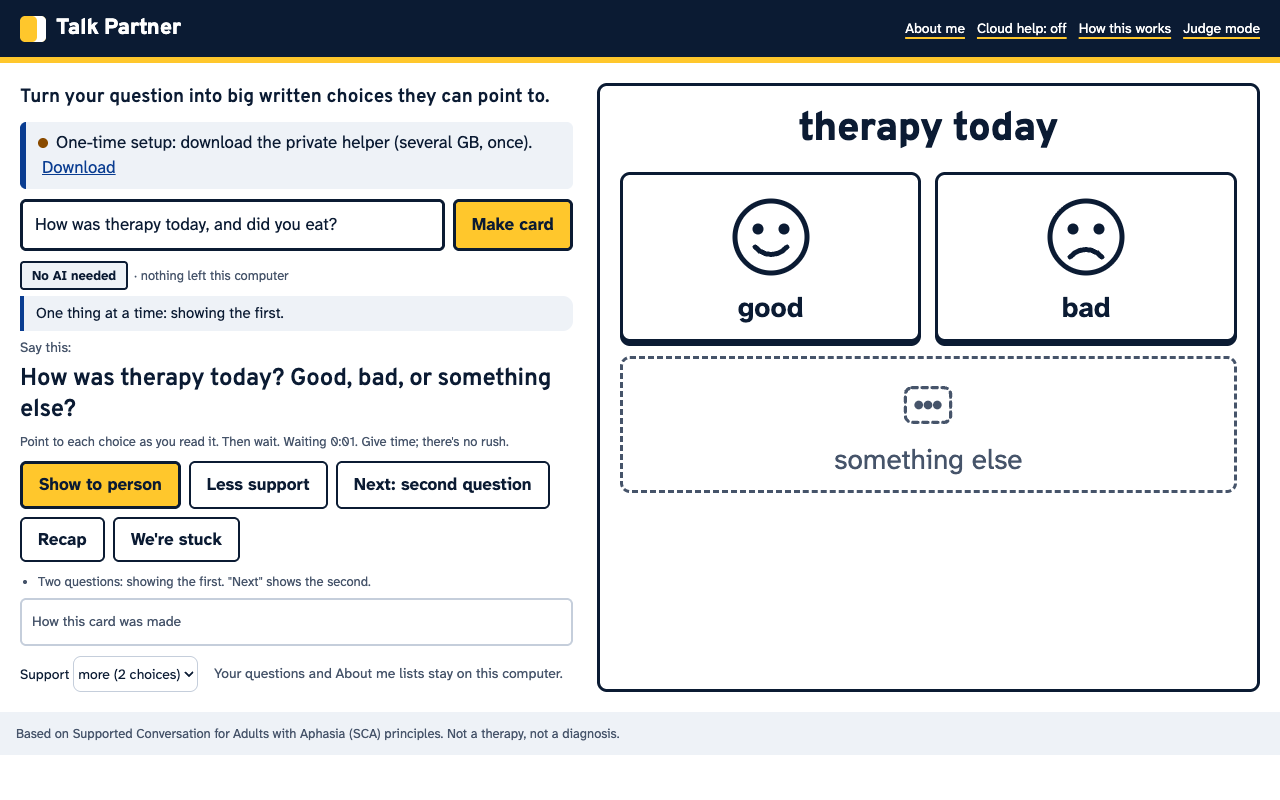 Talk Partner
About me Cloud help: off How this works Judge mode
Turn your question into big written choices they can point to.
One-time setup: download the private helper (several GB, once).
Download
How was therapy today, and did you eat?
Make card
No AI needed · nothing left this computer
One thing at a time: showing the first.
Say this:
How was therapy today? Good, bad, or something
else?
Point to each choice as you read it. Then wait. Waiting 0:01. Give time; there's no rush.
Show to person
Less support
Next: second question
Recap
We're stuck
• Two questions: showing the first. "Next" shows the second.
How this card was made
Support more (2 choices) Your questions and About me lists stay on this computer.
therapy today
good
bad
something else
Based on Supported Conversation for Adults with Aphasia (SCA) principles. Not a therapy, not a diagnosis.